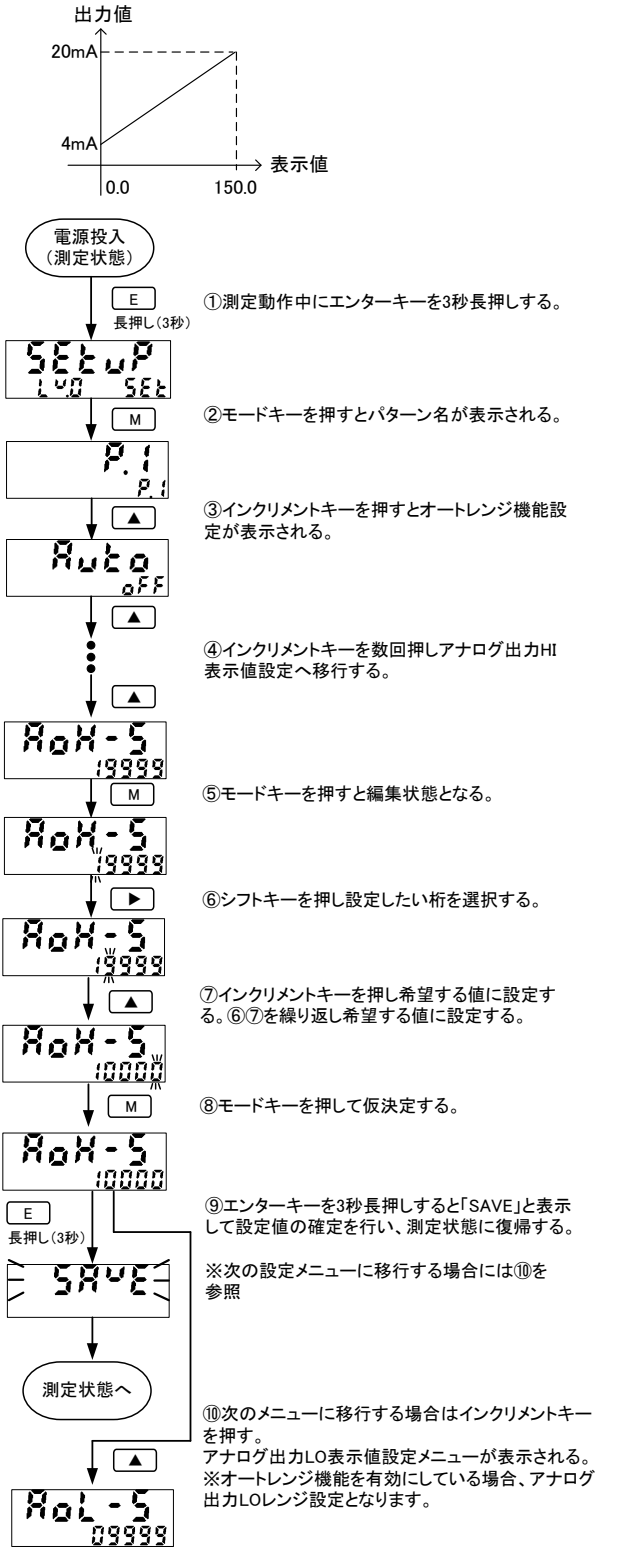 出力値
20mA
4mA
表示値
0.0
150.0
電源投入
(測定状態)
E
長押し(3秒)
①測定動作中にエンターキーを3秒長押しする。
SEtuP
LV.0 SEt
M
②モードキーを押すとパターン名が表示される。
P.1
P.1
▲
③インクリメントキーを押すとオートレンジ機能設
定が表示される。
Auto
oFF
▲
④インクリメントキーを数回押しアナログ出力HI
表示値設定へ移行する。
▲
AoH-S
19999
M
⑤モードキーを押すと編集状態となる。
AoH-S
19999
▶
⑥シフトキーを押し設定したい桁を選択する。
AoH-S
19999
▲
⑦インクリメントキーを押し希望する値に設定す
る。⑥⑦を繰り返し希望する値に設定する。
AoH-S
10000
M
⑧モードキーを押して仮決定する。
AoH-S
10000
E
長押し(3秒)
⑨エンターキーを3秒長押しすると「SAVE」と表示
して設定値の確定を行い、測定状態に復帰する。
※次の設定メニューに移行する場合には⑩を
参照
SAVE
測定状態へ
⑩次のメニューに移行する場合はインクリメントキー
を押す。
アナログ出力LO表示値設定メニューが表示される。
※オートレンジ機能を有効にしている場合、アナログ
出力LOレンジ設定となります。
▲
AoL-S
09999